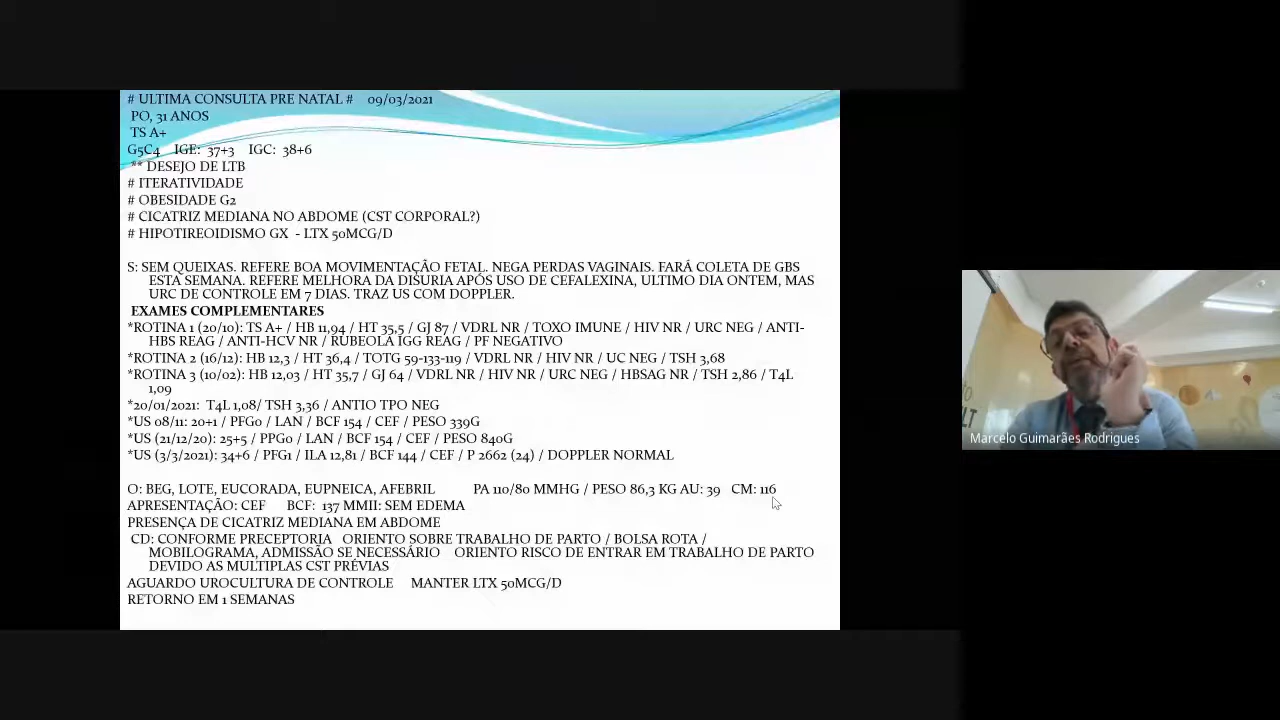 # ULTIMA CONSULTA PRE NATAL # 09/03/2021
PO, 31 ANOS
TS A+
G5C4 IGE: 37+3 IGC: 38+6
** DESEJO DE LTB
# ITERATIVIDADE
# OBESIDADE G2
# CICATRIZ MEDIANA NO ABDOME (CST CORPORAL?)
# HIPOTIREOIDISMO GX - LTX 50MCG/D
S: SEM QUEIXAS. REFERE BOA MOVIMENTAÇÃO FETAL. NEGA PERDAS VAGINAIS. FARÁ COLETA DE GBS
ESTA SEMANA. REFERE MELHORA DA DISURIA APÓS USO DE CEFALEXINA, ULTIMO DIA ONTEM, MAS
URC DE CONTROLE EM 7 DIAS. TRAZ US COM DOPPLER.
EXAMES COMPLEMENTARES
*ROTINA 1 (20/10): TS A+ / HB 11,94 / HT 35,5 / GJ 87 / VDRL NR / TOXO IMUNE / HIV NR / URC NEG / ANTI-
HBS REAG / ANTI-HCV NR / RUBEOLA IGG REAG / PF NEGATIVO
*ROTINA 2 (16/12): HB 12,3 / HT 36,4 / TOTG 59-133-119 / VDRL NR / HIV NR / UC NEG / TSH 3,68
*ROTINA 3 (10/02): HB 12,03 / HT 35,7 / GJ 64 / VDRL NR / HIV NR / URC NEG / HBSAG NR / TSH 2,86 / T4L
1,09
*20/01/2021: T4L 1,08/ TSH 3,36 / ANTIO TPO NEG
*US 08/11: 20+1 / PFG0 / LAN / BCF 154 / CEF / PESO 339G
*US (21/12/20): 25+5 / PPG0 / LAN / BCF 154 / CEF / PESO 840G
*US (3/3/2021): 34+6 / PFG1 / ILA 12,81 / BCF 144 / CEF / P 2662 (24) / DOPPLER NORMAL
O: BEG, LOTE, EUCORADA, EUPNEICA, AFEBRIL PA 110/80 MMHG / PESO 86,3 KG AU: 39 CM: 116
APRESENTAÇÃO: CEF BCF: 137 MMII: SEM EDEMA
PRESENÇA DE CICATRIZ MEDIANA EM ABDOME
CD: CONFORME PRECEPTORIA ORIENTO SOBRE TRABALHO DE PARTO / BOLSA ROTA /
MOBILOGRAMA, ADMISSÃO SE NECESSÁRIO ORIENTO RISCO DE ENTRAR EM TRABALHO DE PARTO
DEVIDO AS MULTIPLAS CST PRÉVIAS
AGUARDO UROCULTURA DE CONTROLE MANTER LTX 50MCG/D
RETORNO EM 1 SEMANAS
Marcelo Guimarães Rodrigues